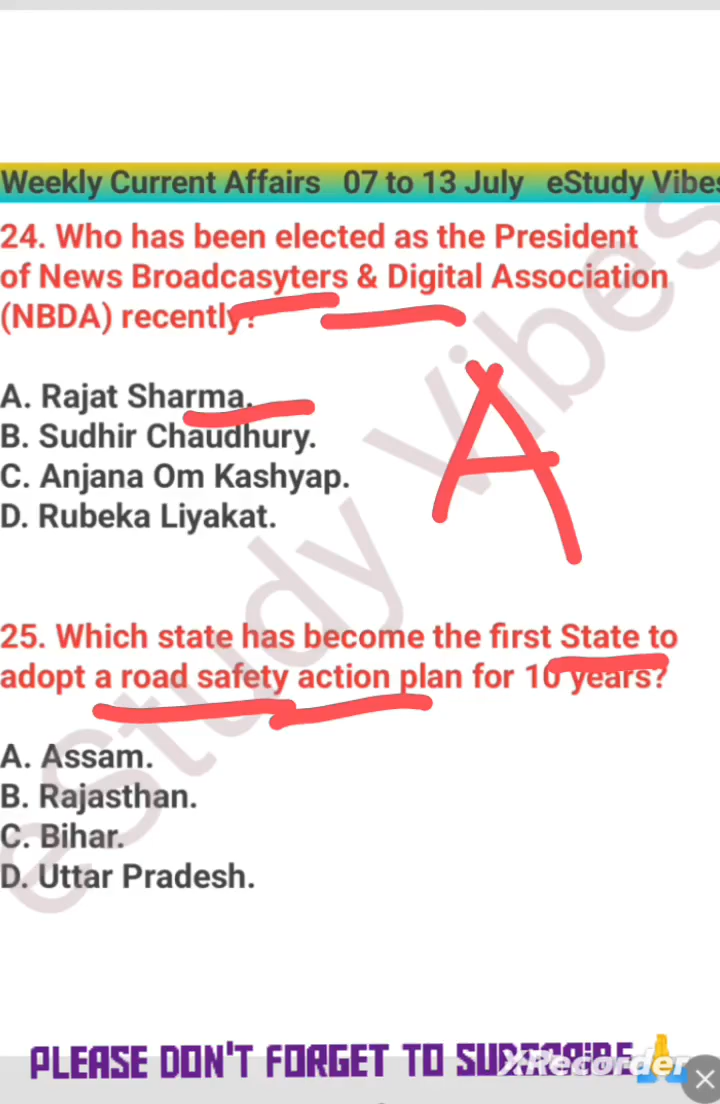 Weekly Current Affairs 07 to 13 July eStudy Vibes
24. Who has been elected as the President
of News Broadcasyters & Digital Association
(NBDA) recently?
A. Rajat Sharma.
B. Sudhir Chaudhury.
C. Anjana Om Kashyap.
D. Rubeka Liyakat.
A
25. Which state has become the first State to
adopt a road safety action plan for 10 years?
A. Assam.
B. Rajasthan.
C. Bihar.
D. Uttar Pradesh.
eStudy Vibes
PLEASE DON'T FORGET TO SUBSCRIBE
XRecorder